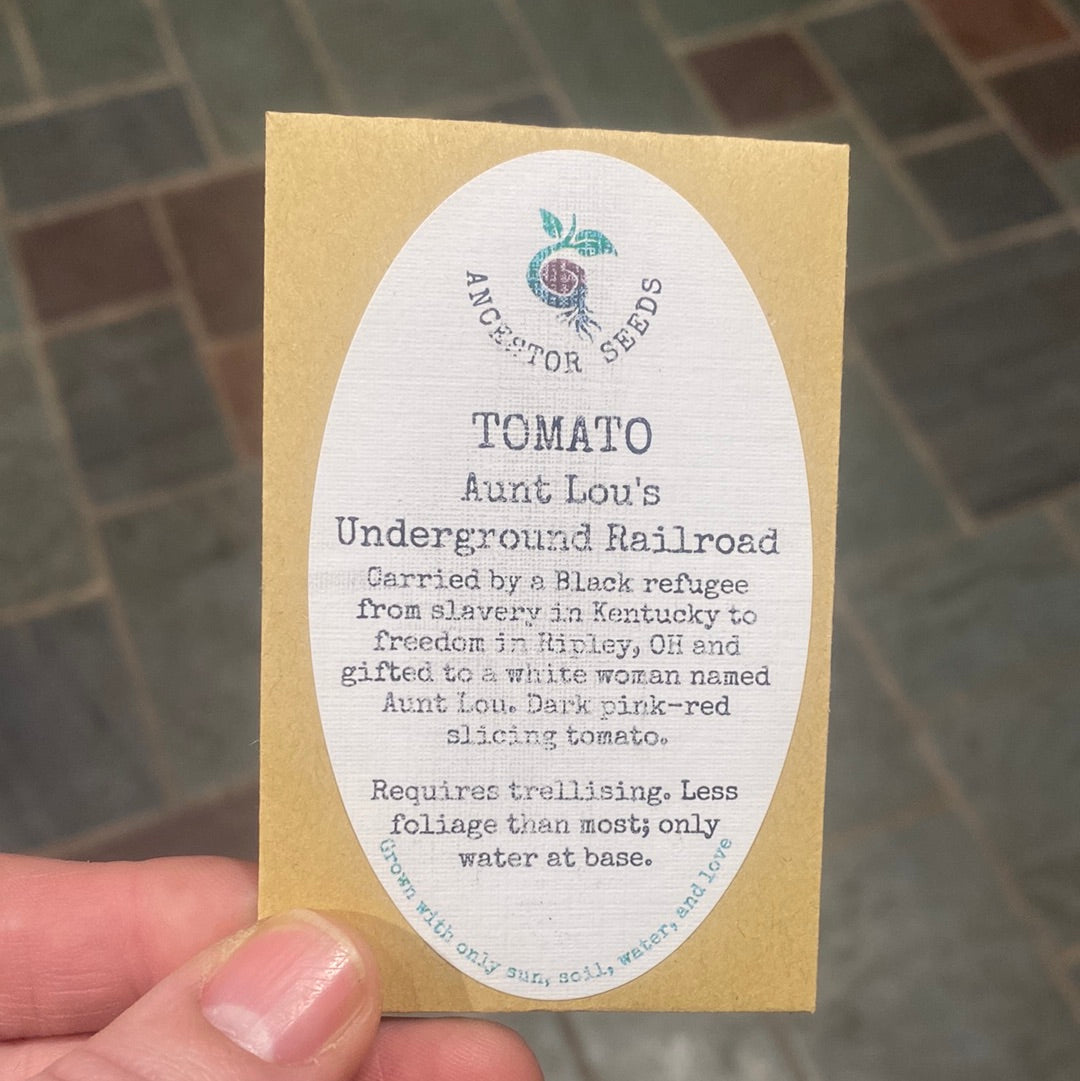 ANCESTOR SEEDS
TOMATO
Aunt Lou's
Underground Railroad
Carried by a Black refugee
from slavery in Kentucky to
freedom in Ripley, OH and
gifted to a white woman named
Aunt Lou. Dark pink-red
slicing tomato.
Requires trellising. Less
foliage than most; only
water at base.
Grown with only sun, soil, water, and love